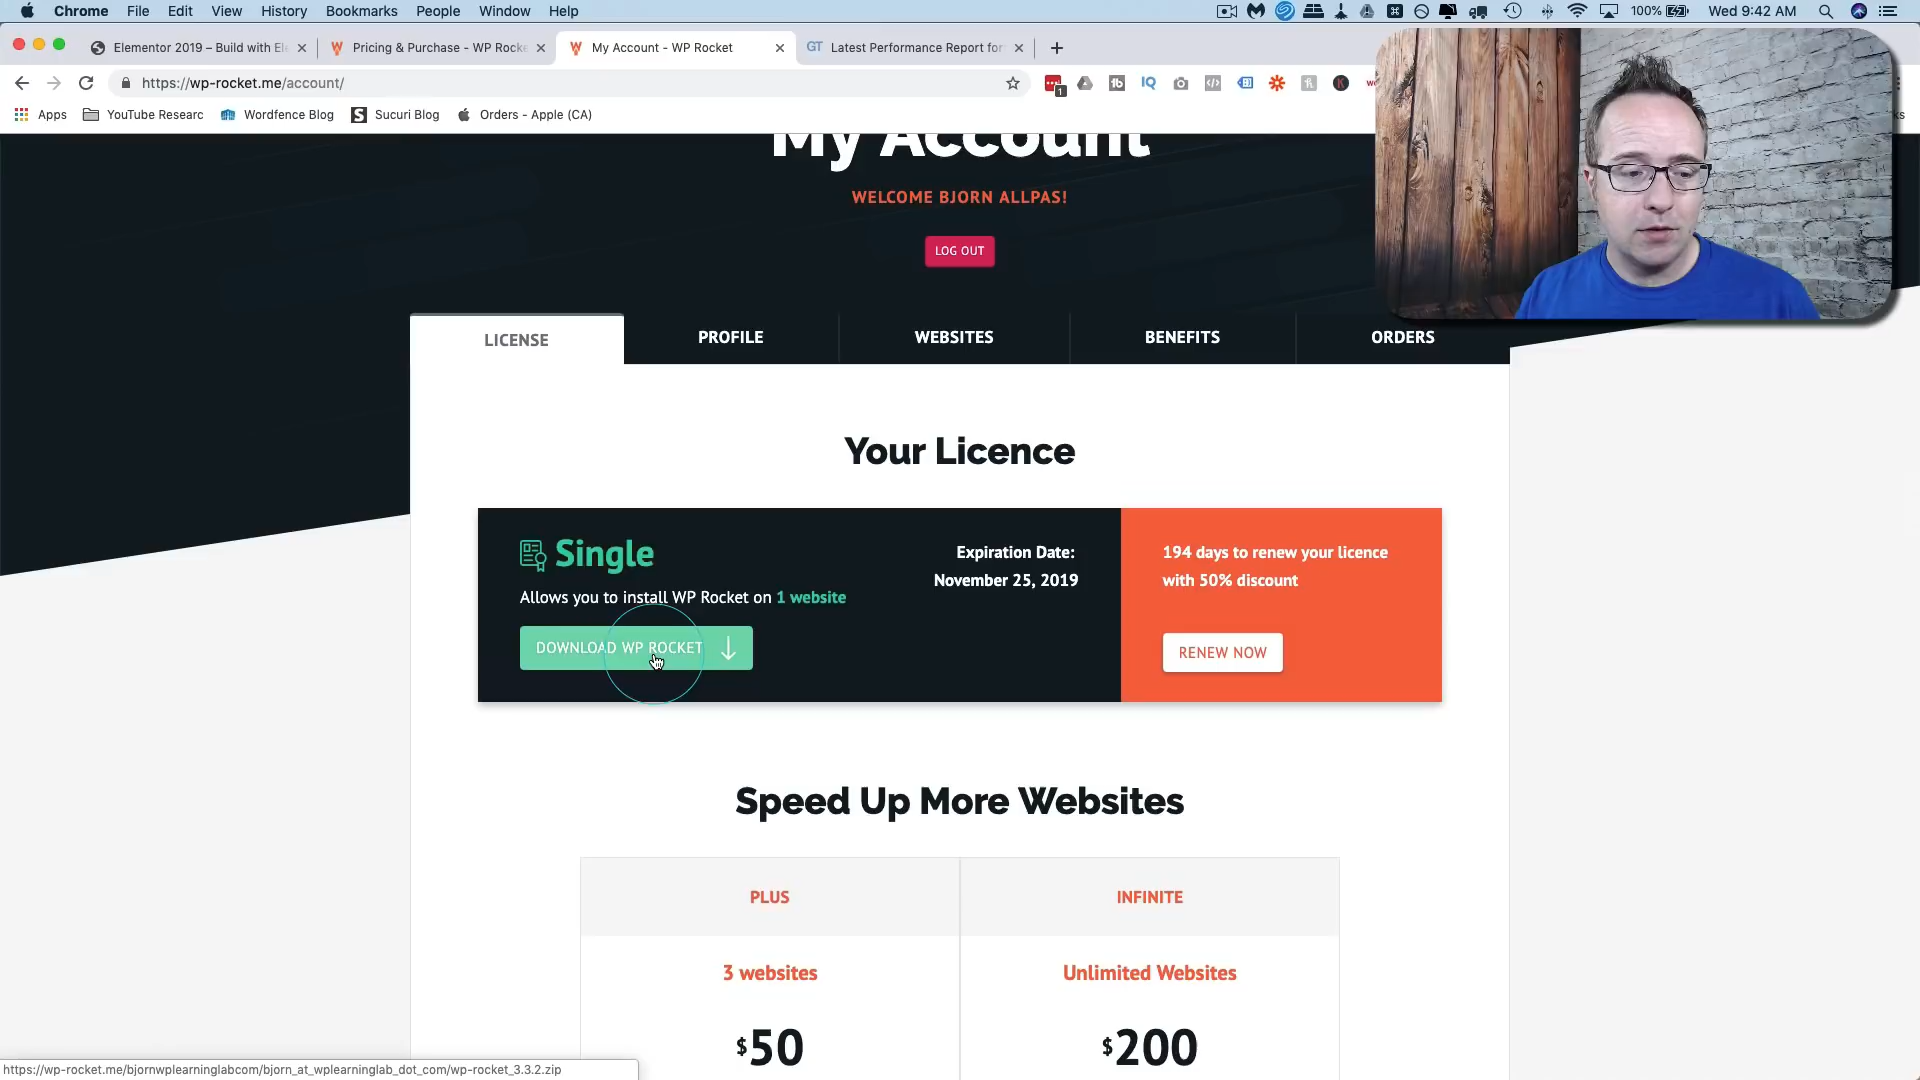 Chrome File Edit View History Bookmarks People Window Help
100% Wed 9:42 AM
Elementor 2019 – Build with El
Pricing & Purchase - WP Rocke
My Account - WP Rocket
GT Latest Performance Report for
https://wp-rocket.me/account/
Apps YouTube Researc Wordfence Blog Sucuri Blog Orders - Apple (CA)
My Account
WELCOME BJORN ALLPAS!
LOG OUT
LICENSE PROFILE WEBSITES BENEFITS ORDERS
Your Licence
Single
Allows you to install WP Rocket on 1 website
DOWNLOAD WP ROCKET
Expiration Date:
November 25, 2019
194 days to renew your licence
with 50% discount
RENEW NOW
Speed Up More Websites
PLUS
3 websites
$50
INFINITE
Unlimited Websites
$200
https://wp-rocket.me/bjornwplearninglabcom/bjorn_at_wplearninglab_dot_com/wp-rocket_3.3.2.zip